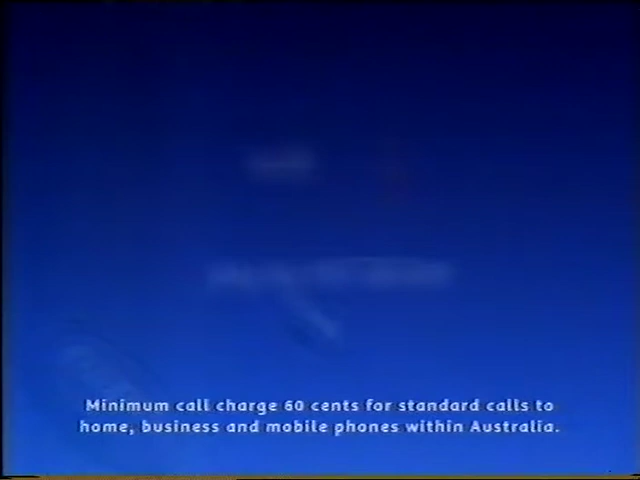 Minimum call charge 60 cents for standard calls to
home, business and mobile phones within Australia.